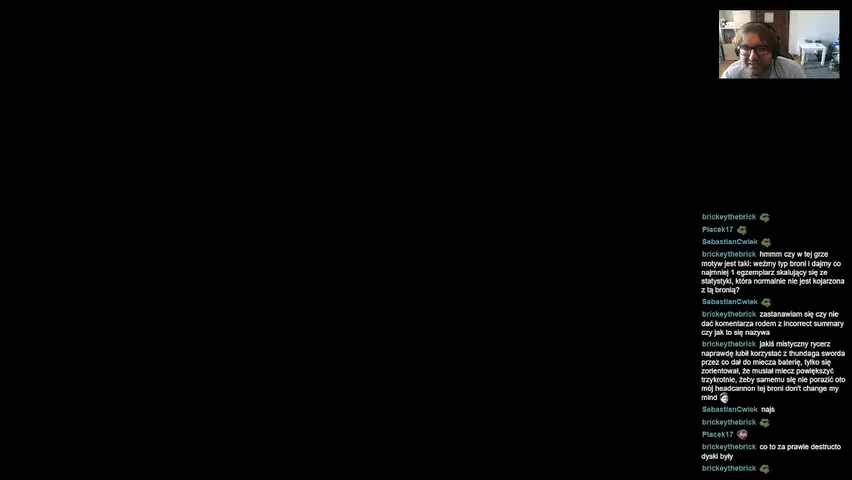 brickeythebrick
Placek17
SebastianCwiek
brickeythebrick hmmm czy w tej grze
motyw jest taki: weźmy typ broni i dajmy co
najmniej 1 egzemplarz skalujący się ze
statystyki, która normalnie nie jest kojarzona
z tą bronią?
SebastianCwiek
brickeythebrick zastanawiam się czy nie
dać komentarza rodem z incorrect summary
czy jak to się nazywa
brickeythebrick jakiś mistyczny rycerz
naprawdę lubił korzystać z thundaga sworda
przez co dał do miecza baterię, tylko się
zorientował, że musiał miecz powiększyć
trzykrotnie, żeby samemu się nie porazić oto
mój headcannon tej broni don't change my
mind
SebastianCwiek najs
brickeythebrick
Placek17
brickeythebrick co to za prawie destructo
dyski były
brickeythebrick